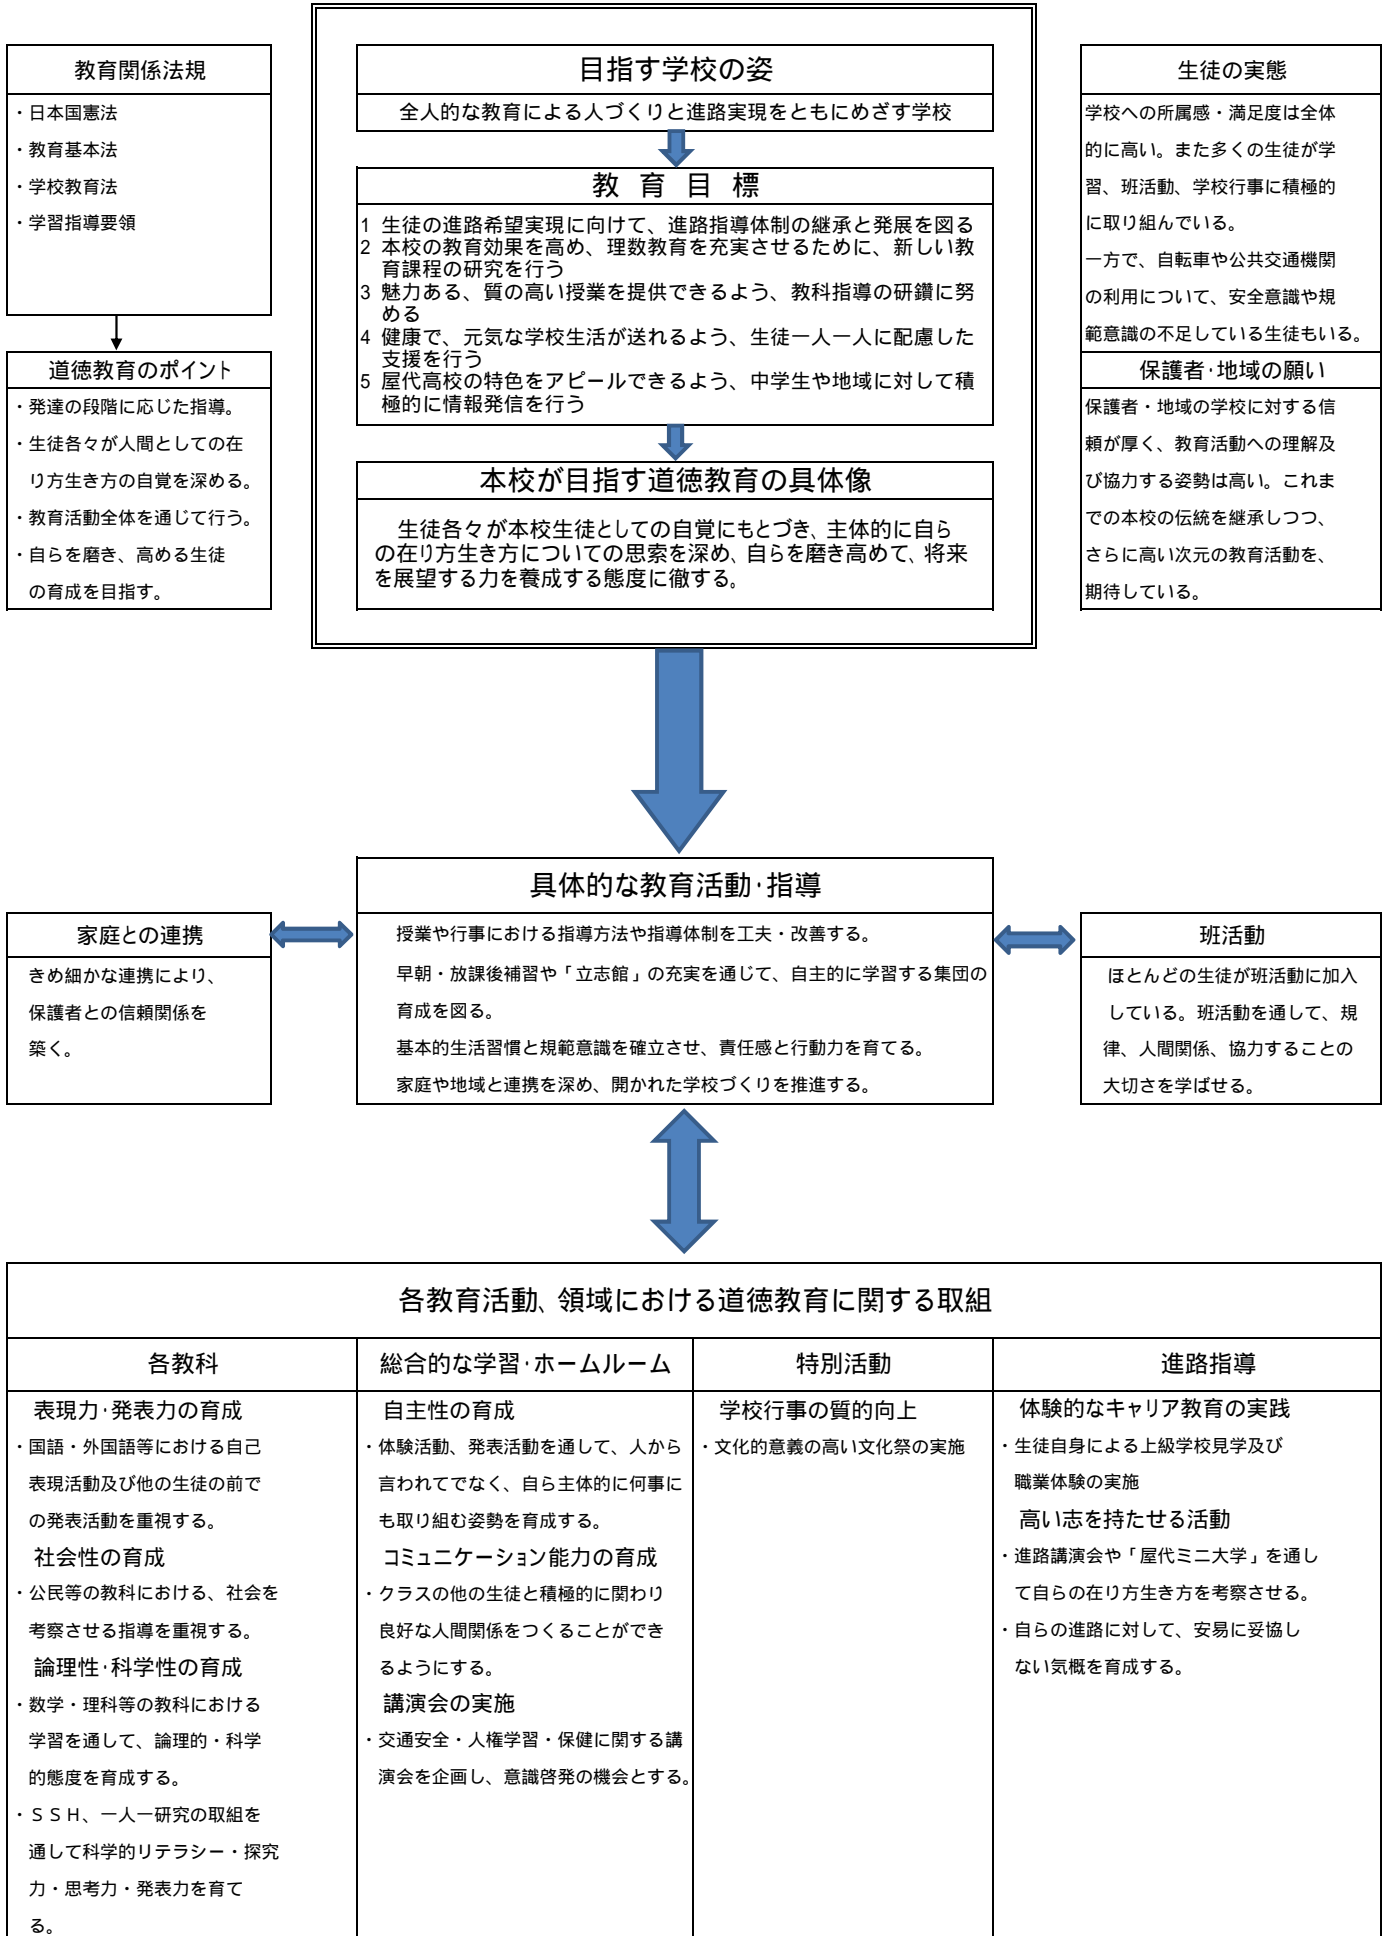 教育関係法規
・日本国憲法
・教育基本法
・学校教育法
・学習指導要領
道徳教育のポイント
・発達の段階に応じた指導。
・生徒各々が人間としての在
り方生き方の自覚を深める。
・教育活動全体を通じて行う。
・自らを磨き、高める生徒
の育成を目指す。
目指す学校の姿
全人的な教育による人づくりと進路実現をともにめざす学校
教 育 目 標
1 生徒の進路希望実現に向けて、進路指導体制の継承と発展を図る
2 本校の教育効果を高め、理数教育を充実させるために、新しい教
育課程の研究を行う
3 魅力ある、質の高い授業を提供できるよう、教科指導の研鑽に努
める
4 健康で、元気な学校生活が送れるよう、生徒一人一人に配慮した
支援を行う
5 屋代高校の特色をアピールできるよう、中学生や地域に対して積
極的に情報発信を行う
本校が目指す道徳教育の具体像
生徒各々が本校生徒としての自覚にもとづき、主体的に自ら
の在り方生き方についての思索を深め、自らを磨き高めて、将来
を展望する力を養成する態度に徹する。
生徒の実態
学校への所属感・満足度は全体
的に高い。また多くの生徒が学
習、班活動、学校行事に積極的
に取り組んでいる。
一方で、自転車や公共交通機関
の利用について、安全意識や規
範意識の不足している生徒もいる。
保護者・地域の願い
保護者・地域の学校に対する信
頼が厚く、教育活動への理解及
び協力する姿勢は高い。これま
での本校の伝統を継承しつつ、
さらに高い次元の教育活動を、
期待している。
家庭との連携
きめ細かな連携により、
保護者との信頼関係を
築く。
具体的な教育活動・指導
授業や行事における指導方法や指導体制を工夫・改善する。
早朝・放課後補習や「立志館」の充実を通じて、自主的に学習する集団の
育成を図る。
基本的生活習慣と規範意識を確立させ、責任感と行動力を育てる。
家庭や地域と連携を深め、開かれた学校づくりを推進する。
班活動
ほとんどの生徒が班活動に加入
している。班活動を通して、規
律、人間関係、協力することの
大切さを学ばせる。
各教育活動、領域における道徳教育に関する取組
各教科
表現力・発表力の育成
・国語・外国語等における自己
表現活動及び他の生徒の前で
の発表活動を重視する。
社会性の育成
・公民等の教科における、社会を
考察させる指導を重視する。
論理性・科学性の育成
・数学・理科等の教科における
学習を通して、論理的・科学
的態度を育成する。
・ＳＳＨ、一人一研究の取組を
通して科学的リテラシー・探究
力・思考力・発表力を育て
る。
総合的な学習・ホームルーム
自主性の育成
・体験活動、発表活動を通して、人から
言われてでなく、自ら主体的に何事に
も取り組む姿勢を育成する。
コミュニケーション能力の育成
・クラスの他の生徒と積極的に関わり
良好な人間関係をつくることができ
るようにする。
講演会の実施
・交通安全・人権学習・保健に関する講
演会を企画し、意識啓発の機会とする。
特別活動
学校行事の質的向上
・文化的意義の高い文化祭の実施
進路指導
体験的なキャリア教育の実践
・生徒自身による上級学校見学及び
職業体験の実施
高い志を持たせる活動
・進路講演会や「屋代ミニ大学」を通し
て自らの在り方生き方を考察させる。
・自らの進路に対して、安易に妥協し
ない気概を育成する。